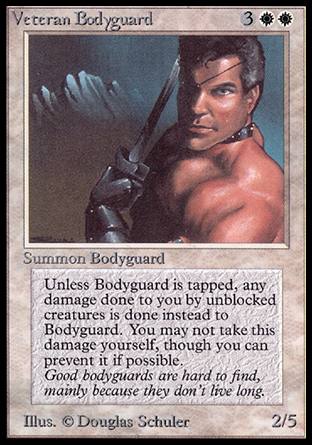 Veteran Bodyguard 3
Summon Bodyguard
Unless Bodyguard is tapped, any
damage done to you by unblocked
creatures is done instead to
Bodyguard. You may not take this
damage yourself, though you can
prevent it if possible.
Good bodyguards are hard to find,
mainly because they don't live long.
Illus. © Douglas Schuler 2/5